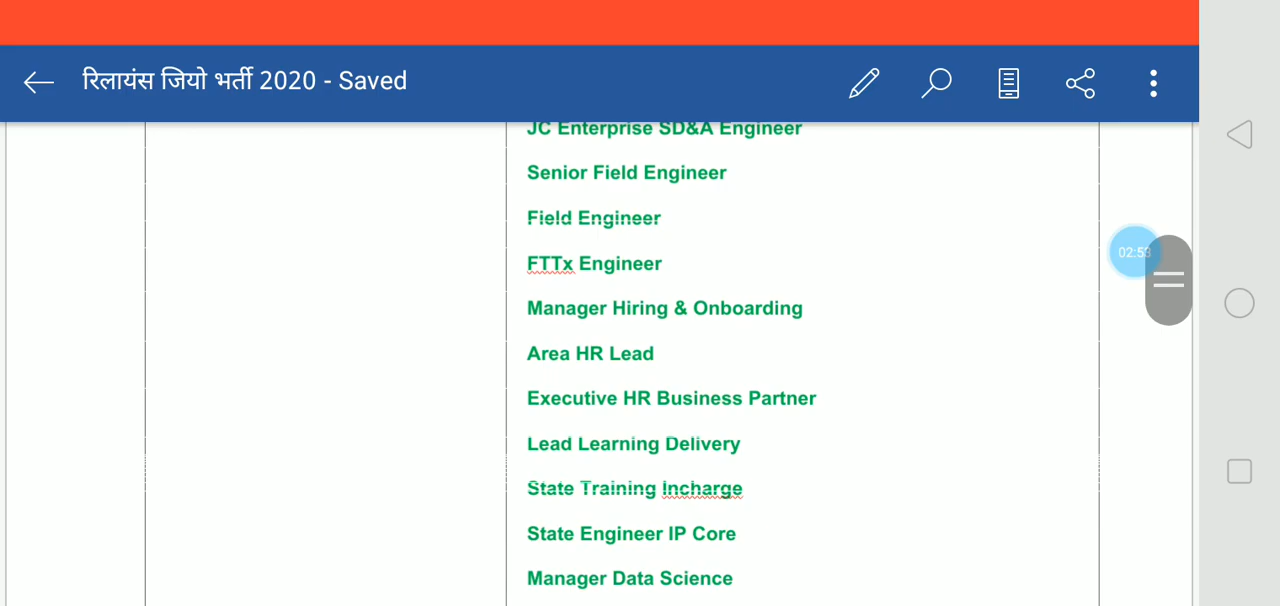 रिलायंस जियो भर्ती 2020 - Saved
JC Enterprise SD&A Engineer
Senior Field Engineer
Field Engineer
FTTx Engineer
02:53
Manager Hiring & Onboarding
Area HR Lead
Executive HR Business Partner
Lead Learning Delivery
State Training Incharge
State Engineer IP Core
Manager Data Science